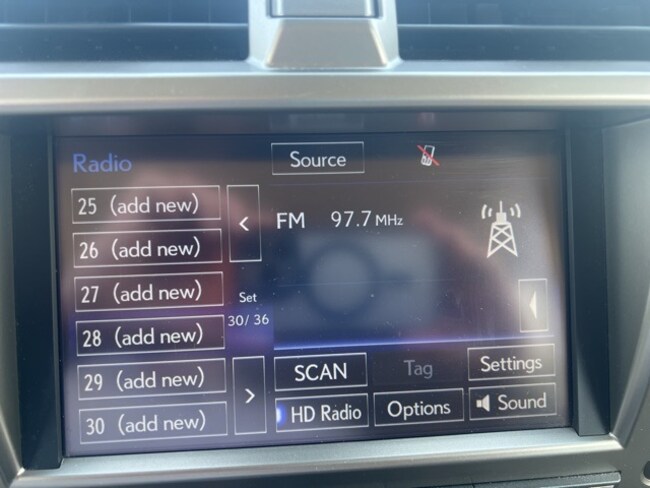 Radio
Source
25 (add new)
26 (add new)
27 (add new)
28 (add new)
29 (add new)
30 (add new)
<
Set
30/ 36
>
FM 97.7 MHz
SCAN
Tag
Settings
HD Radio
Options
Sound